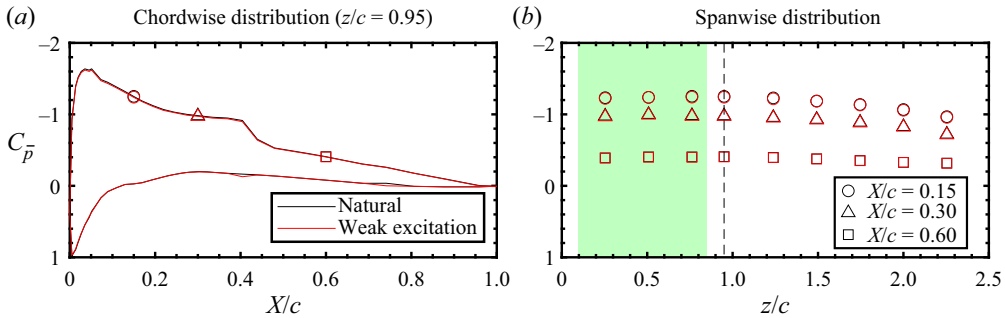 (a) Chordwise distribution (z/c = 0.95)
−2
−1
0
1
C_p̄
0 0.2 0.4 0.6 0.8 1.0
X/c
Natural
Weak excitation
(b) Spanwise distribution
−2
−1
0
1
0 0.5 1.0 1.5 2.0 2.5
z/c
X/c = 0.15
X/c = 0.30
X/c = 0.60